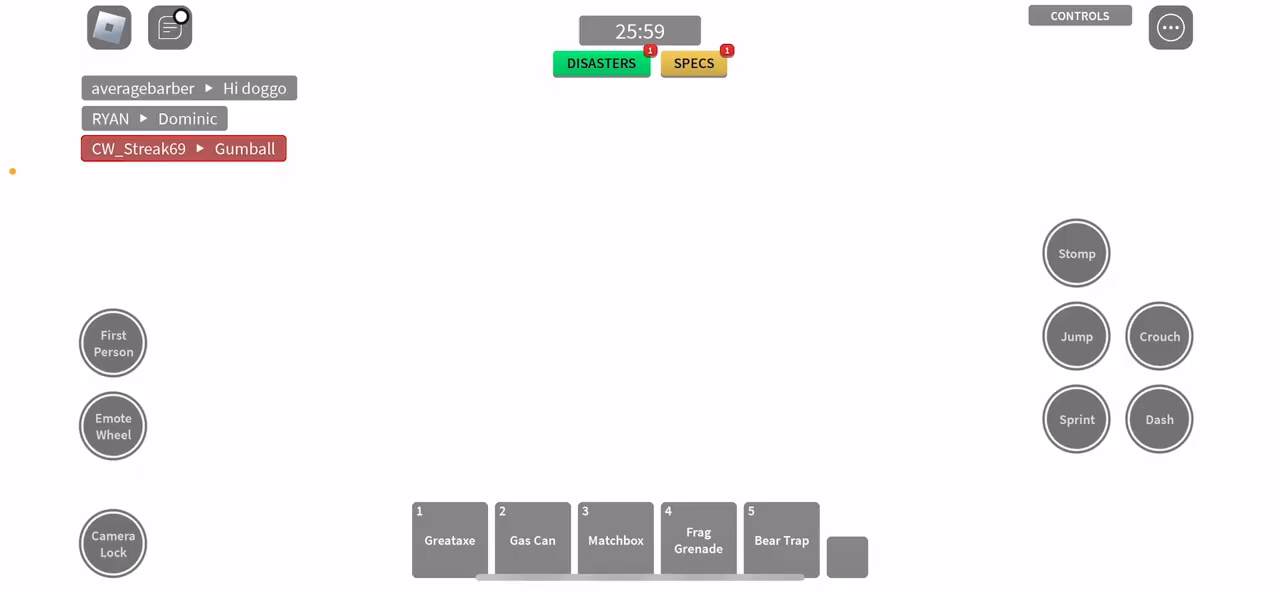 25:59
CONTROLS
DISASTERS 1
SPECS 1
averagebarber ▶ Hi doggo
RYAN ▶ Dominic
CW_Streak69 ▶ Gumball
Stomp
First
Person
Jump
Crouch
Emote
Wheel
Sprint
Dash
Camera
Lock
1
Greataxe
2
Gas Can
3
Matchbox
4
Frag
Grenade
5
Bear Trap